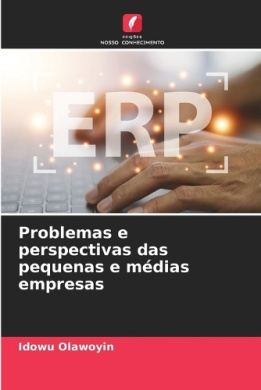 edições
NOSSO CONHECIMENTO
ERP
Problemas e
perspectivas das
pequenas e médias
empresas
Idowu Olawoyin